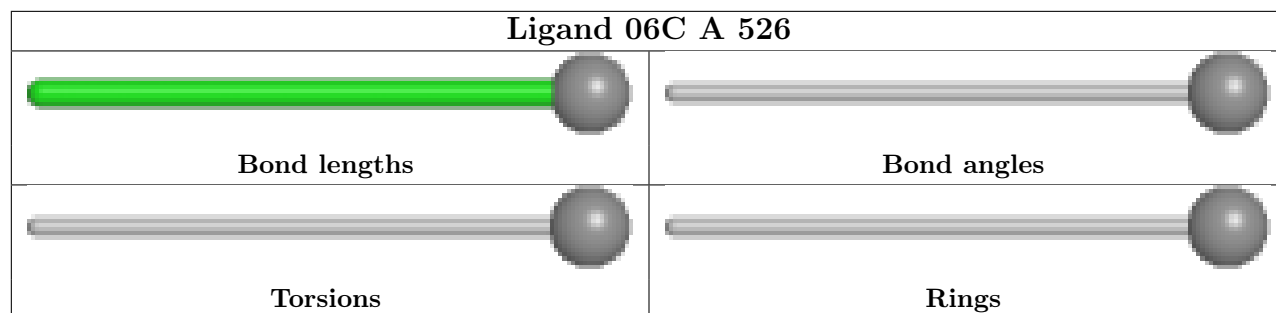 Ligand 06C A 526
Bond lengths
Bond angles
Torsions
Rings